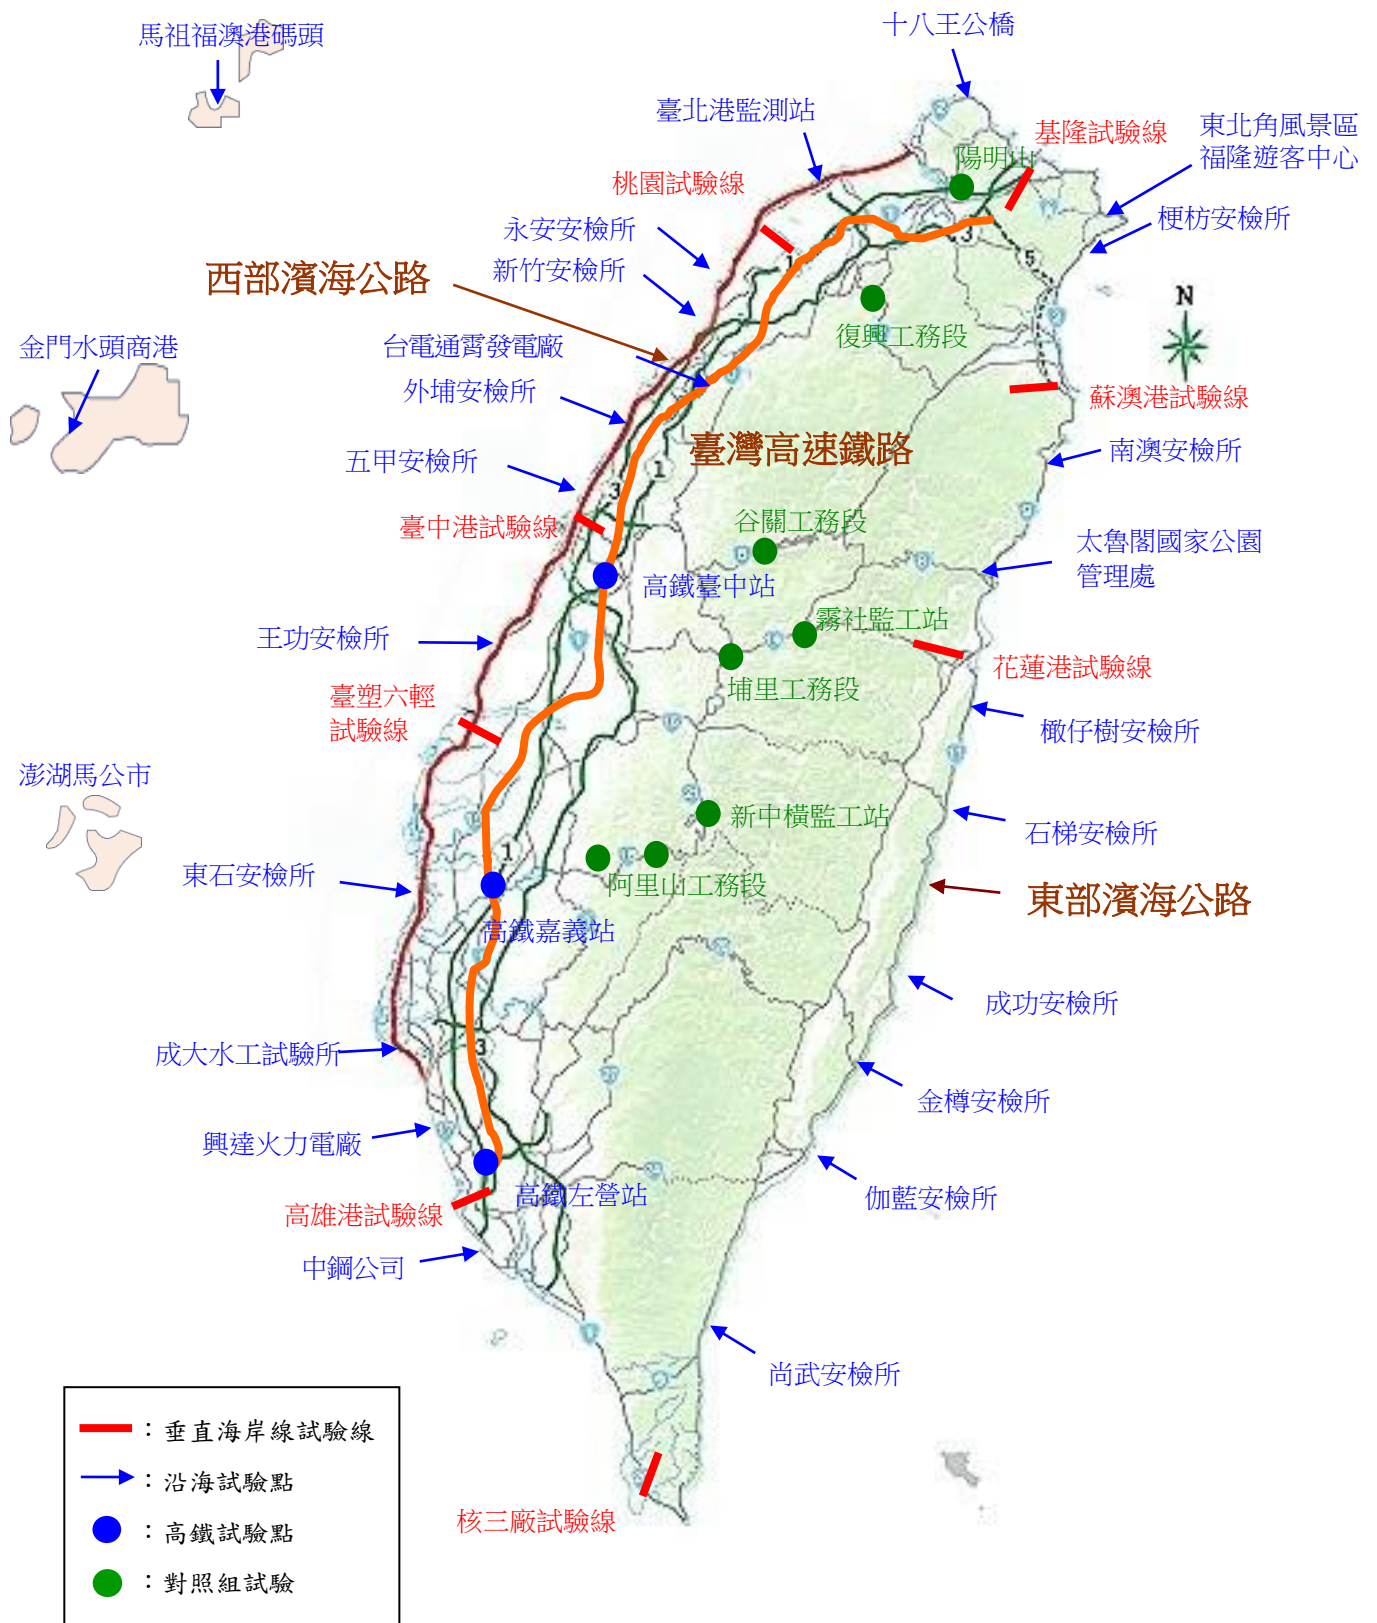 十八王公橋
馬祖福澳港碼頭
臺北港監測站
基隆試驗線
東北角風景區
福隆遊客中心
陽明山
桃園試驗線
永安安檢所
梗枋安檢所
新竹安檢所
西部濱海公路
3
1
5
2
N
復興工務段
金門水頭商港
台電通霄發電廠
外埔安檢所
蘇澳港試驗線
臺灣高速鐵路
南澳安檢所
五甲安檢所
1
3
臺中港試驗線
谷關工務段
太魯閣國家公園
管理處
8
高鐵臺中站
霧社監工站
王功安檢所
花蓮港試驗線
埔里工務段
臺塑六輕
試驗線
橄仔樹安檢所
澎湖馬公市
新中橫監工站
石梯安檢所
1
東石安檢所
阿里山工務段
東部濱海公路
高鐵嘉義站
成功安檢所
3
成大水工試驗所
金樽安檢所
興達火力電廠
高鐵左營站
伽藍安檢所
高雄港試驗線
中鋼公司
尚武安檢所
核三廠試驗線
：垂直海岸線試驗線
：沿海試驗點
：高鐵試驗點
：對照組試驗